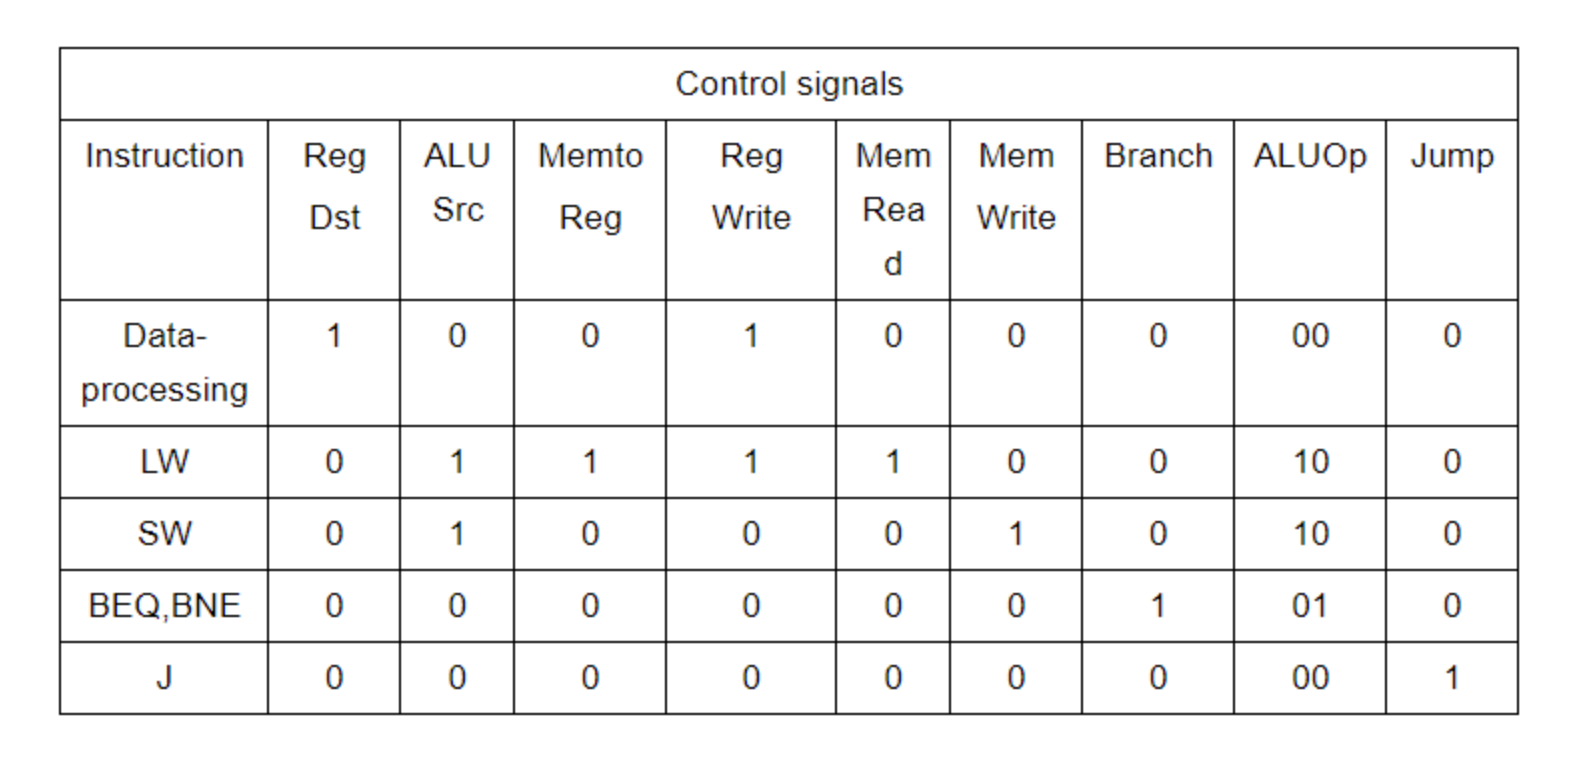 Control signals
Instruction Reg Dst ALU Src Memto Reg Reg Write Mem Rea d Mem Write Branch ALUOp Jump
Data-processing 1 0 0 1 0 0 0 00 0
LW 0 1 1 1 1 0 0 10 0
SW 0 1 0 0 0 1 0 10 0
BEQ,BNE 0 0 0 0 0 0 1 01 0
J 0 0 0 0 0 0 0 00 1